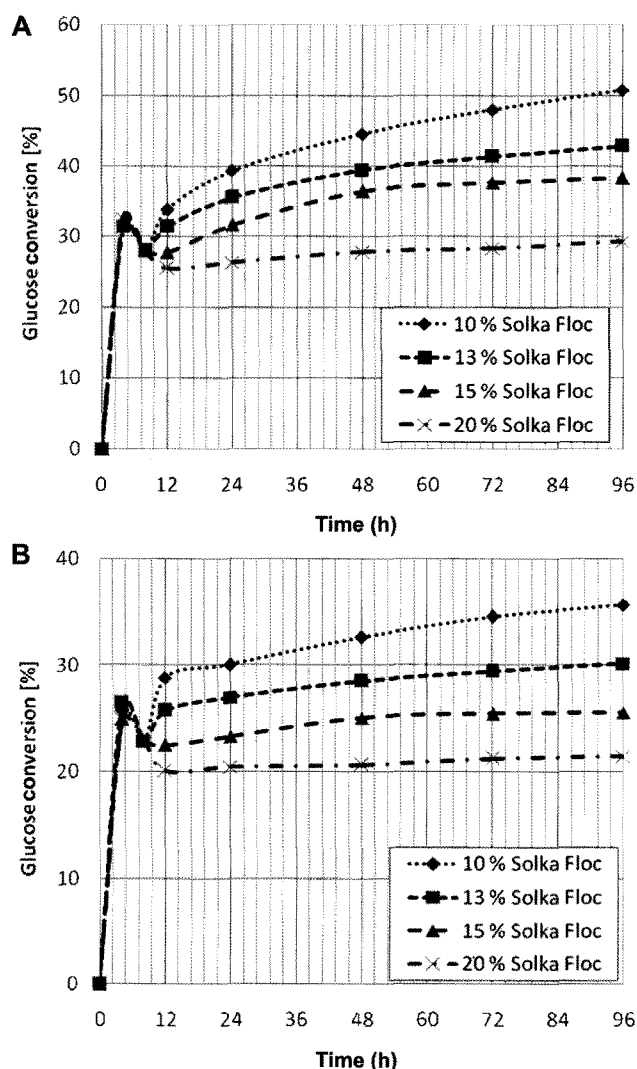 A
60
50
40
30
20
10
0
Glucose conversion [%]
10 % Solka Floc
13 % Solka Floc
15 % Solka Floc
20 % Solka Floc
0 12 24 36 48 60 72 84 96
Time (h)
B
40
30
20
10
0
Glucose conversion [%]
10 % Solka Floc
13 % Solka Floc
15 % Solka Floc
20 % Solka Floc
0 12 24 36 48 60 72 84 96
Time (h)